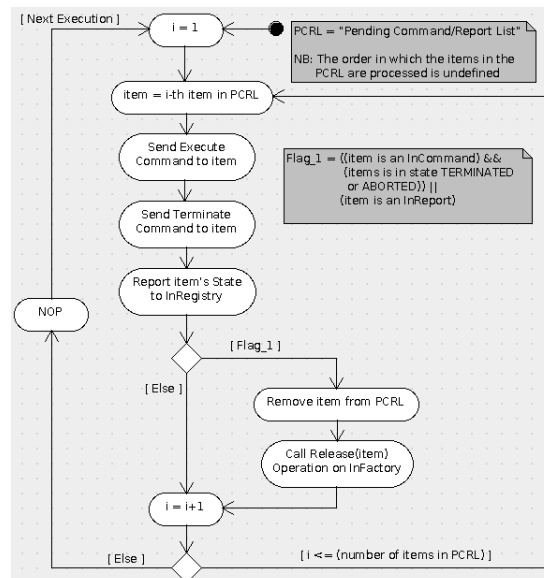 [ Next Execution ]
i = 1
PCRL = "Pending Command/Report List"
NB: The order in which the items in the
PCRL are processed is undefined
item = i-th item in PCRL
Send Execute
Command to item
Flag_1 = ((item is an InCommand) &&
(items is in state TERMINATED
or ABORTED)) ||
(item is an InReport)
Send Terminate
Command to item
Report item's State
to InRegistry
NOP
[ Flag_1 ]
[ Else ]
Remove item from PCRL
Call Release(item)
Operation on InFactory
i = i+1
[ Else ]
[ i <= (number of items in PCRL) ]